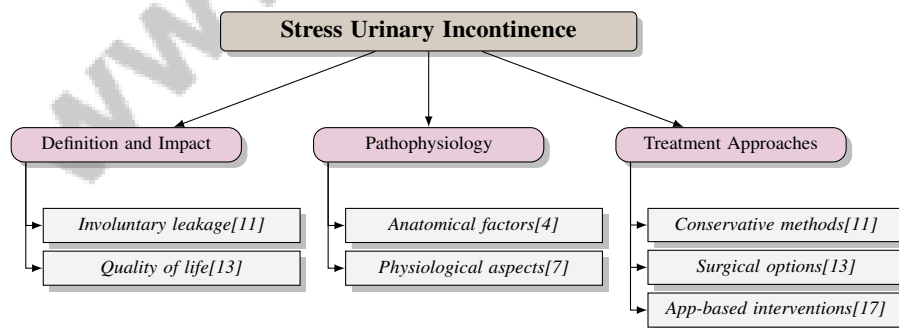 Stress Urinary Incontinence
Definition and Impact
Involuntary leakage[11]
Quality of life[13]
Pathophysiology
Anatomical factors[4]
Physiological aspects[7]
Treatment Approaches
Conservative methods[11]
Surgical options[13]
App-based interventions[17]